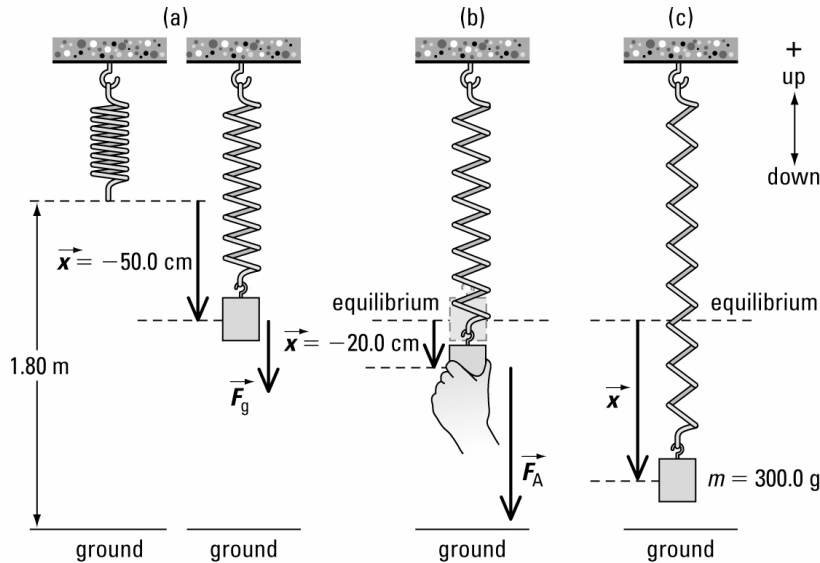 (a)
(b)
(c)
+
up
down
x = −50.0 cm
equilibrium
equilibrium
x = −20.0 cm
1.80 m
x
F_g
F_A
m = 300.0 g
ground
ground
ground
ground